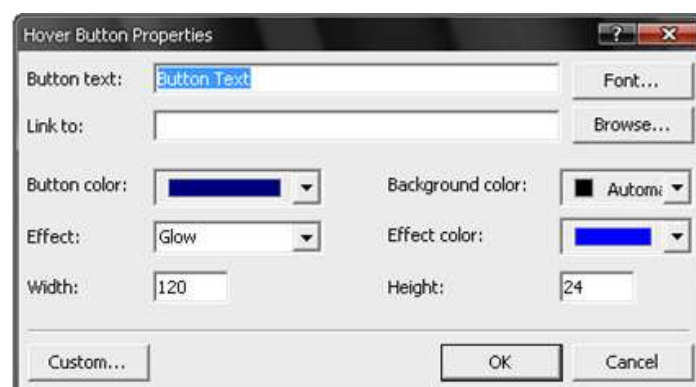 Hover Button Properties ?
Button text: Button Text Font...
Link to: Browse...
Button color: Background color: Automa
Effect: Glow Effect color:
Width: 120 Height: 24
Custom... OK Cancel